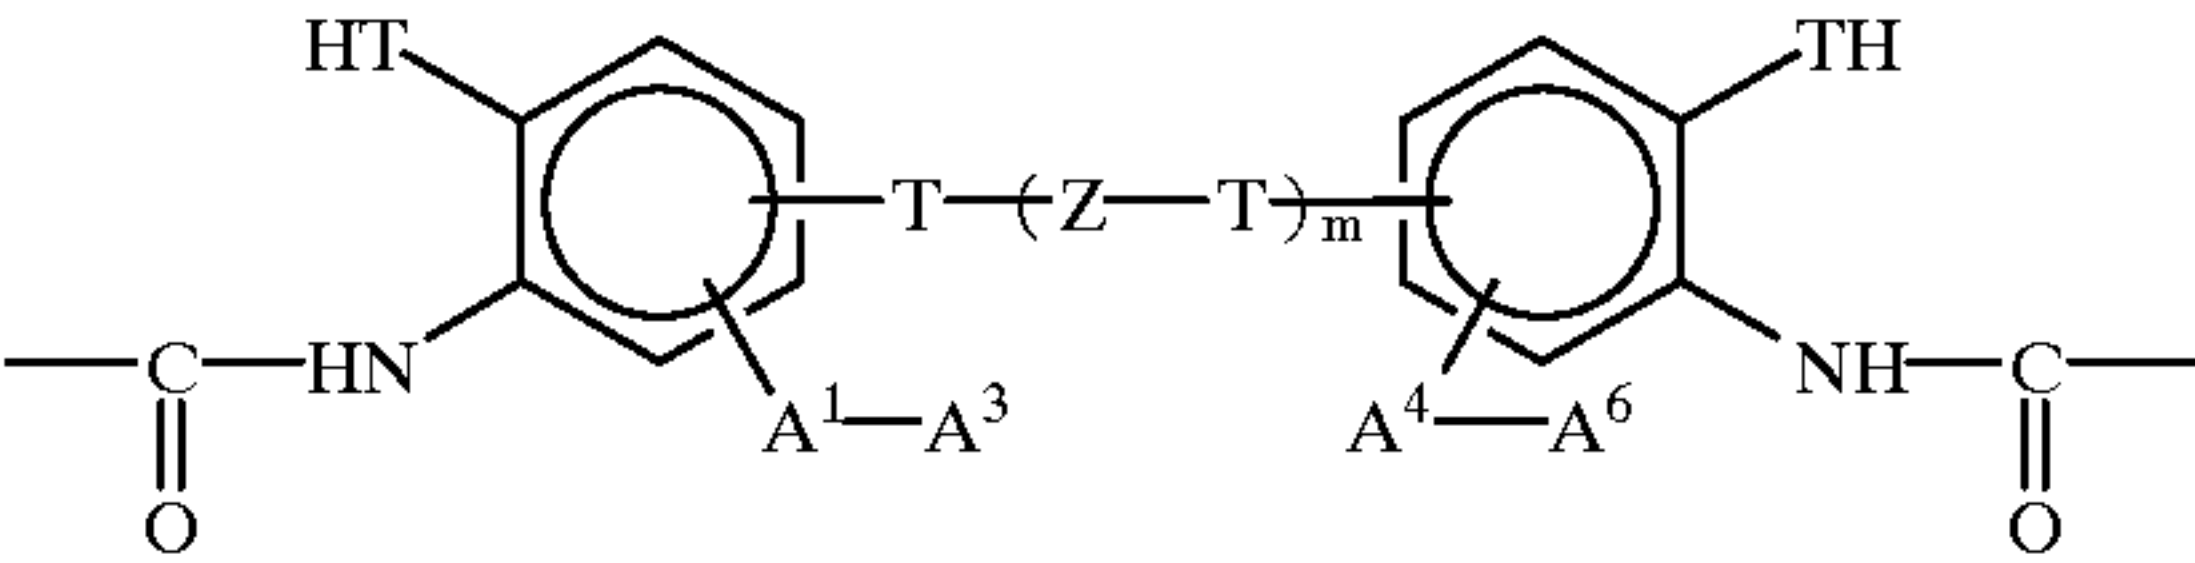 HT TH
T ( Z T )m
C HN NH C
A¹ A³ A⁴ A⁶
O O